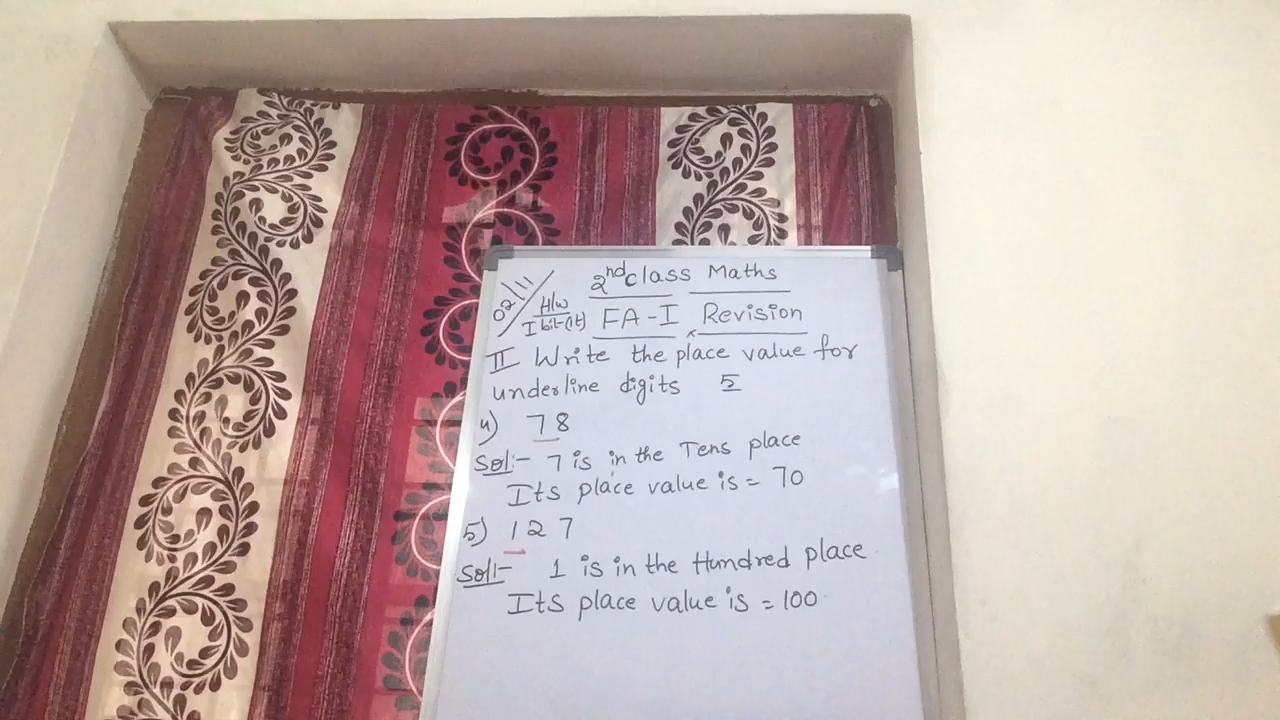 02/11
2nd class Maths
H/w
I bit-(1t) FA-I Revision
II Write the place value for
underline digits 5
4) 78
Sol:- 7 is in the Tens place
Its place value is = 70
5) 127
Sol:- 1 is in the Hundred place
Its place value is = 100